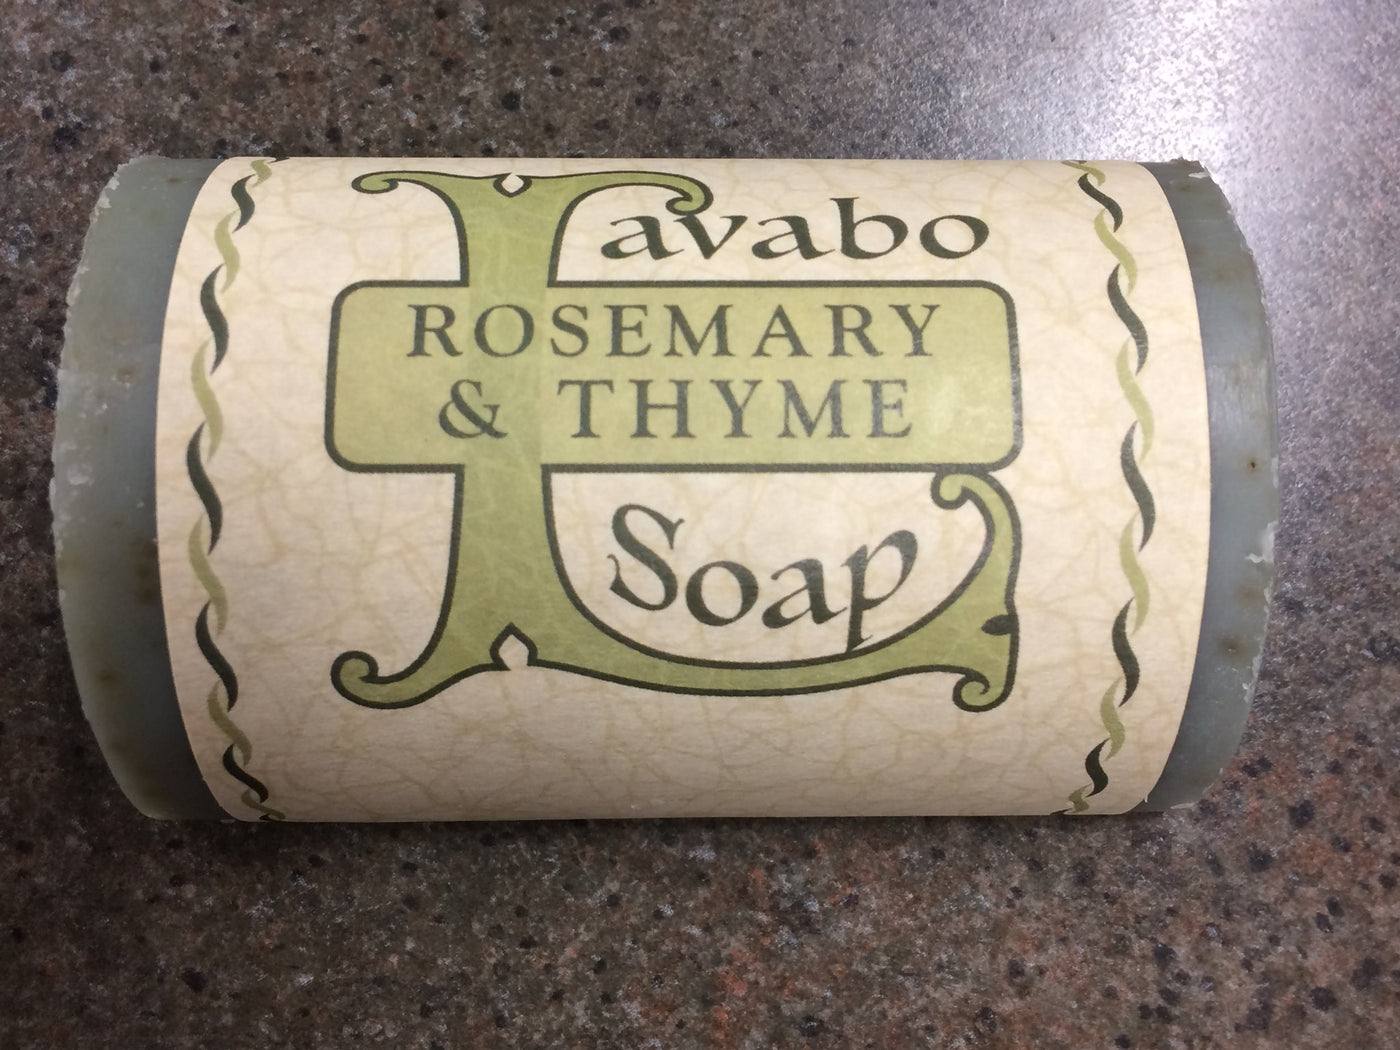 Lavabo
ROSEMARY
& THYME
Soap